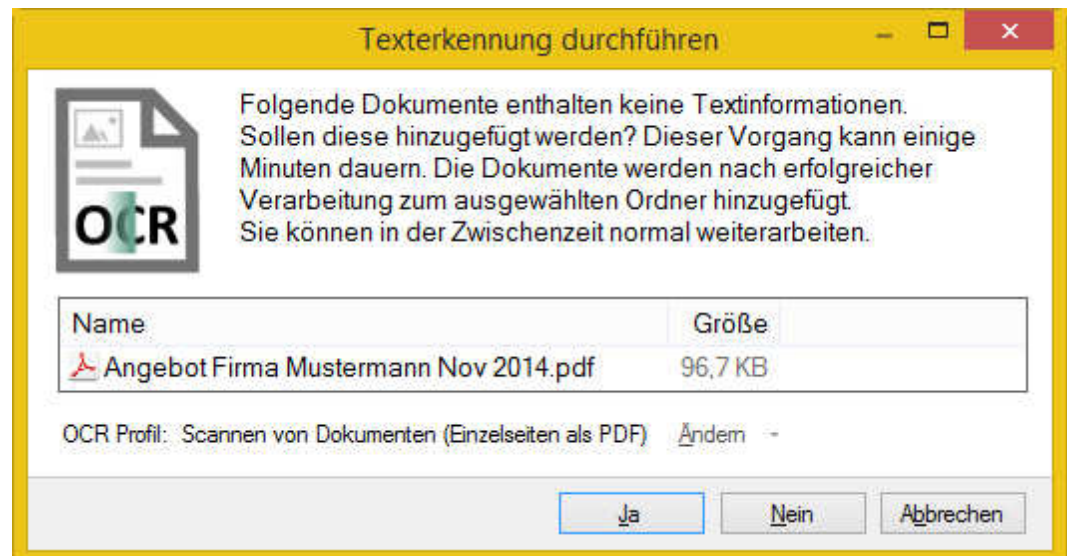 Texterkennung durchführen
Folgende Dokumente enthalten keine Textinformationen.
Sollen diese hinzugefügt werden? Dieser Vorgang kann einige
Minuten dauern. Die Dokumente werden nach erfolgreicher
Verarbeitung zum ausgewählten Ordner hinzugefügt.
Sie können in der Zwischenzeit normal weiterarbeiten.
OCR
Name Größe
Angebot Firma Mustermann Nov 2014.pdf 96,7 KB
OCR Profil: Scannen von Dokumenten (Einzelseiten als PDF) Ändern
Ja Nein Abbrechen